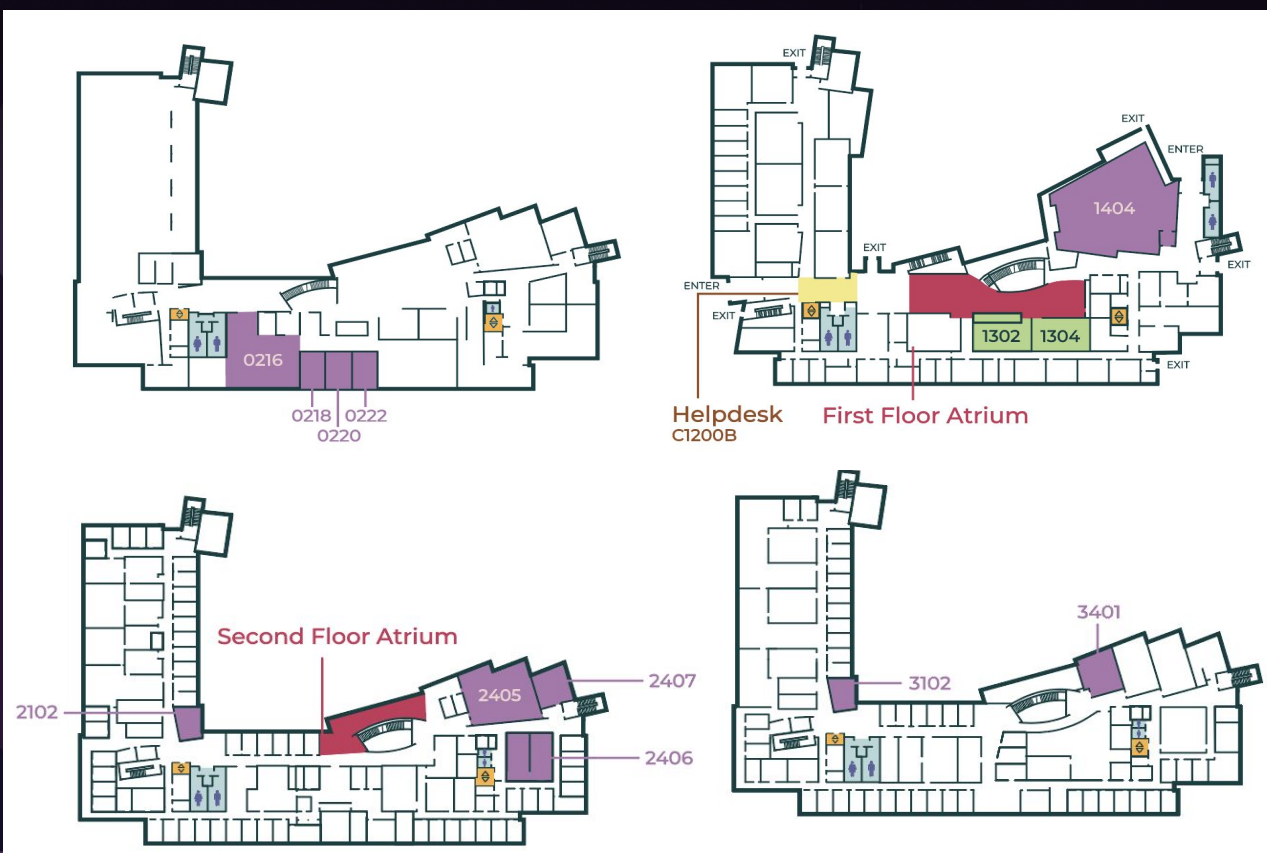 0216
0218
0222
0220
EXIT
EXIT
ENTER
1404
EXIT
EXIT
ENTER
EXIT
1302
1304
EXIT
Helpdesk
C1200B
First Floor Atrium
Second Floor Atrium
2102
2405
2407
2406
3401
3102